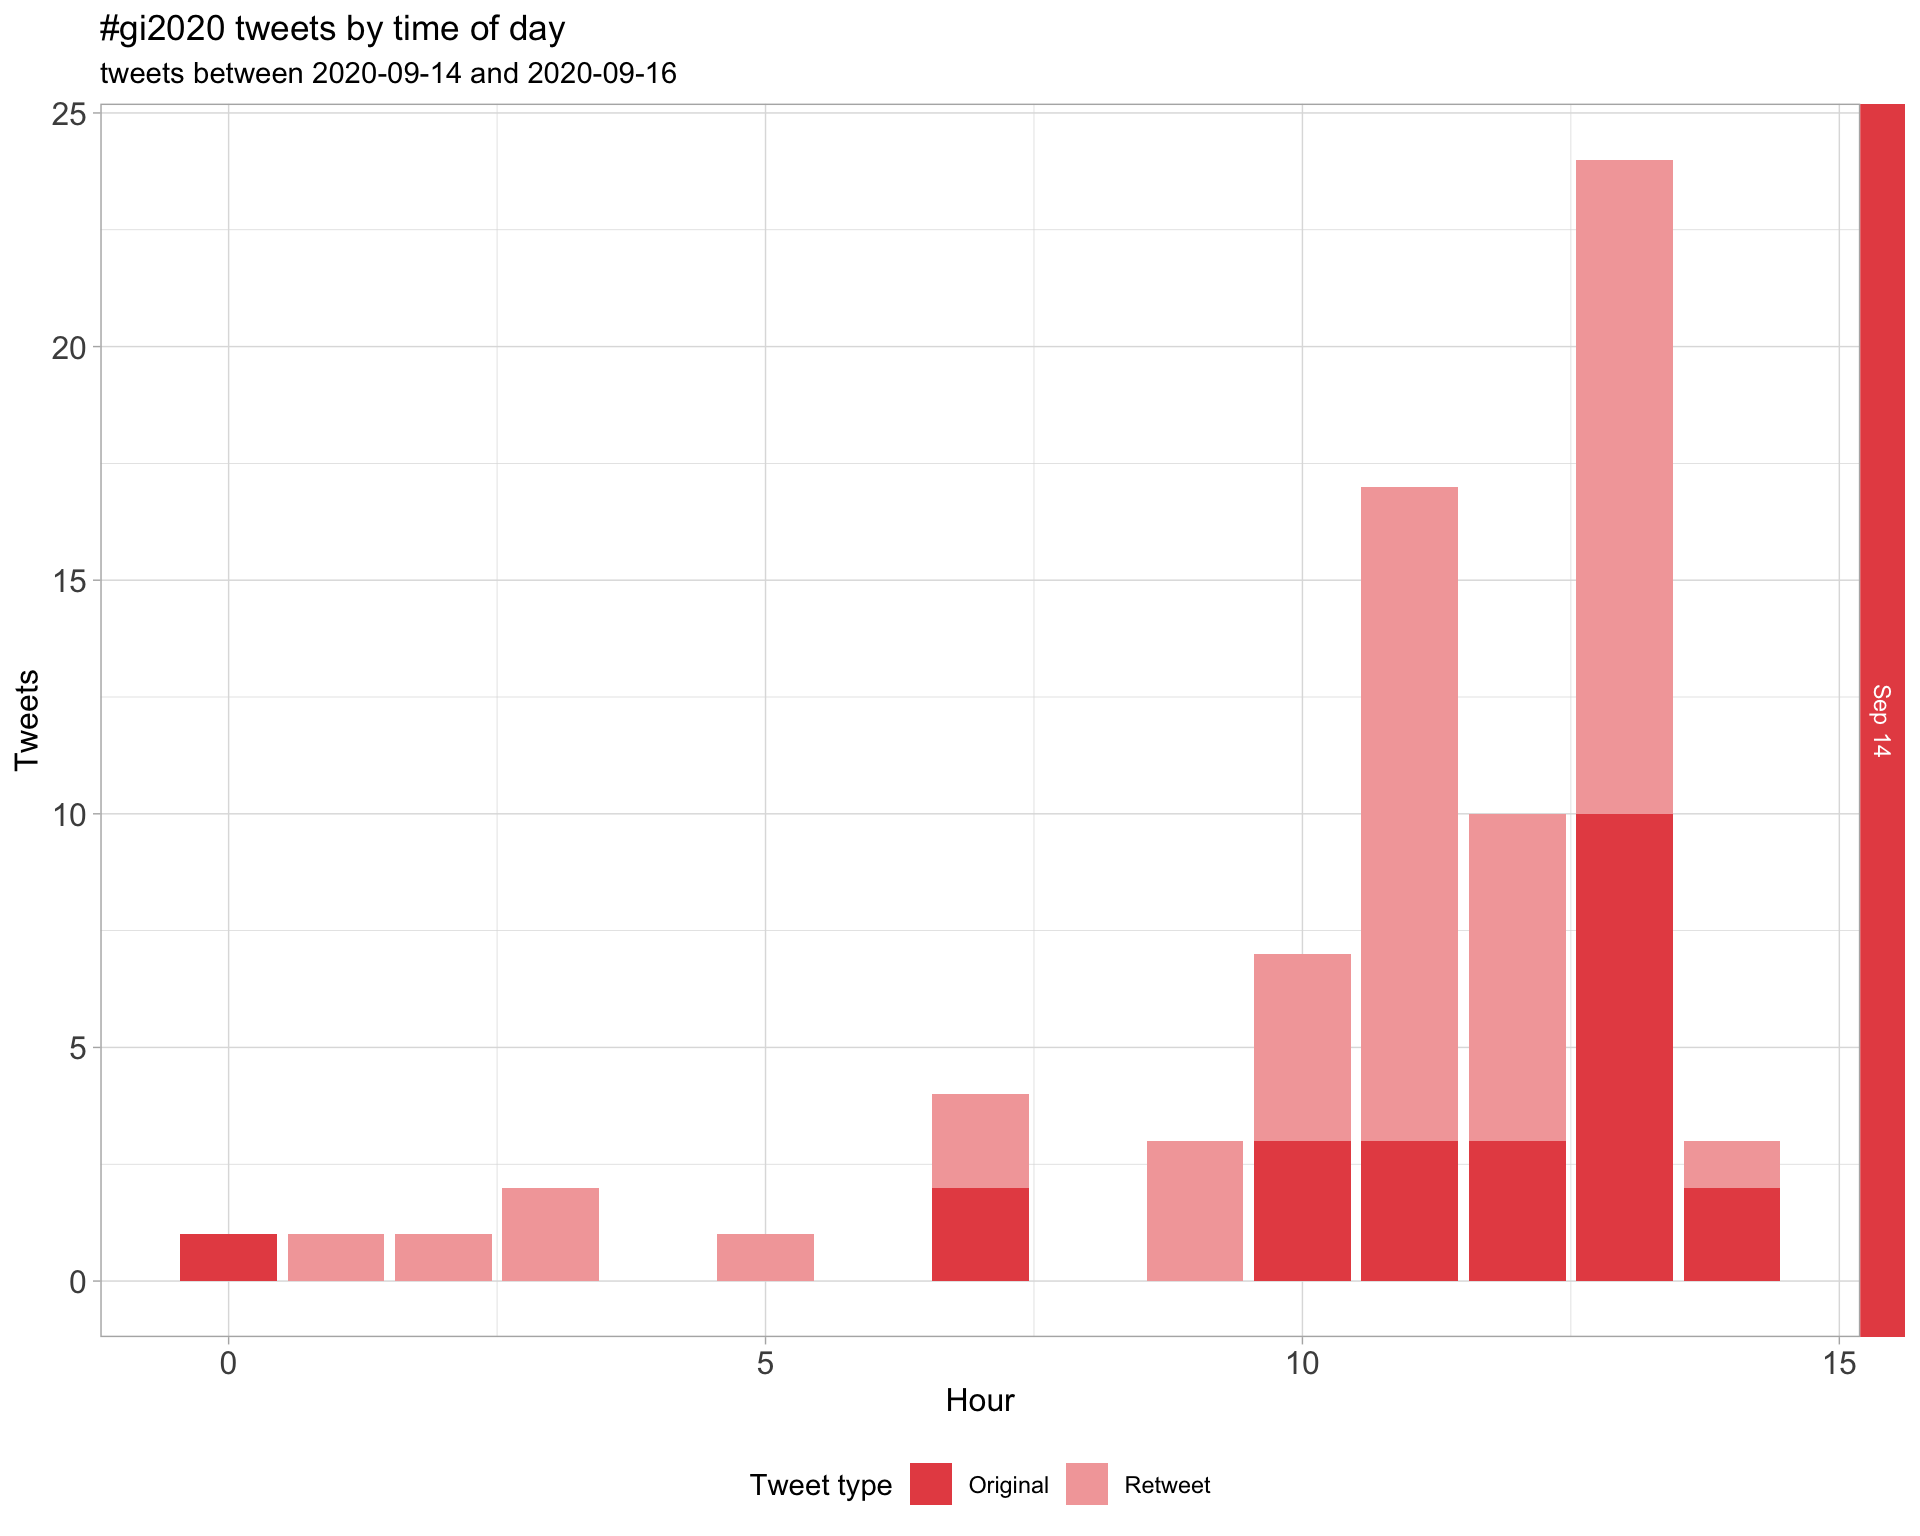 #gi2020 tweets by time of day
tweets between 2020-09-14 and 2020-09-16
25
20
15
10
5
0
Tweets
Sep 14
0 5 10 15
Hour
Tweet type Original Retweet